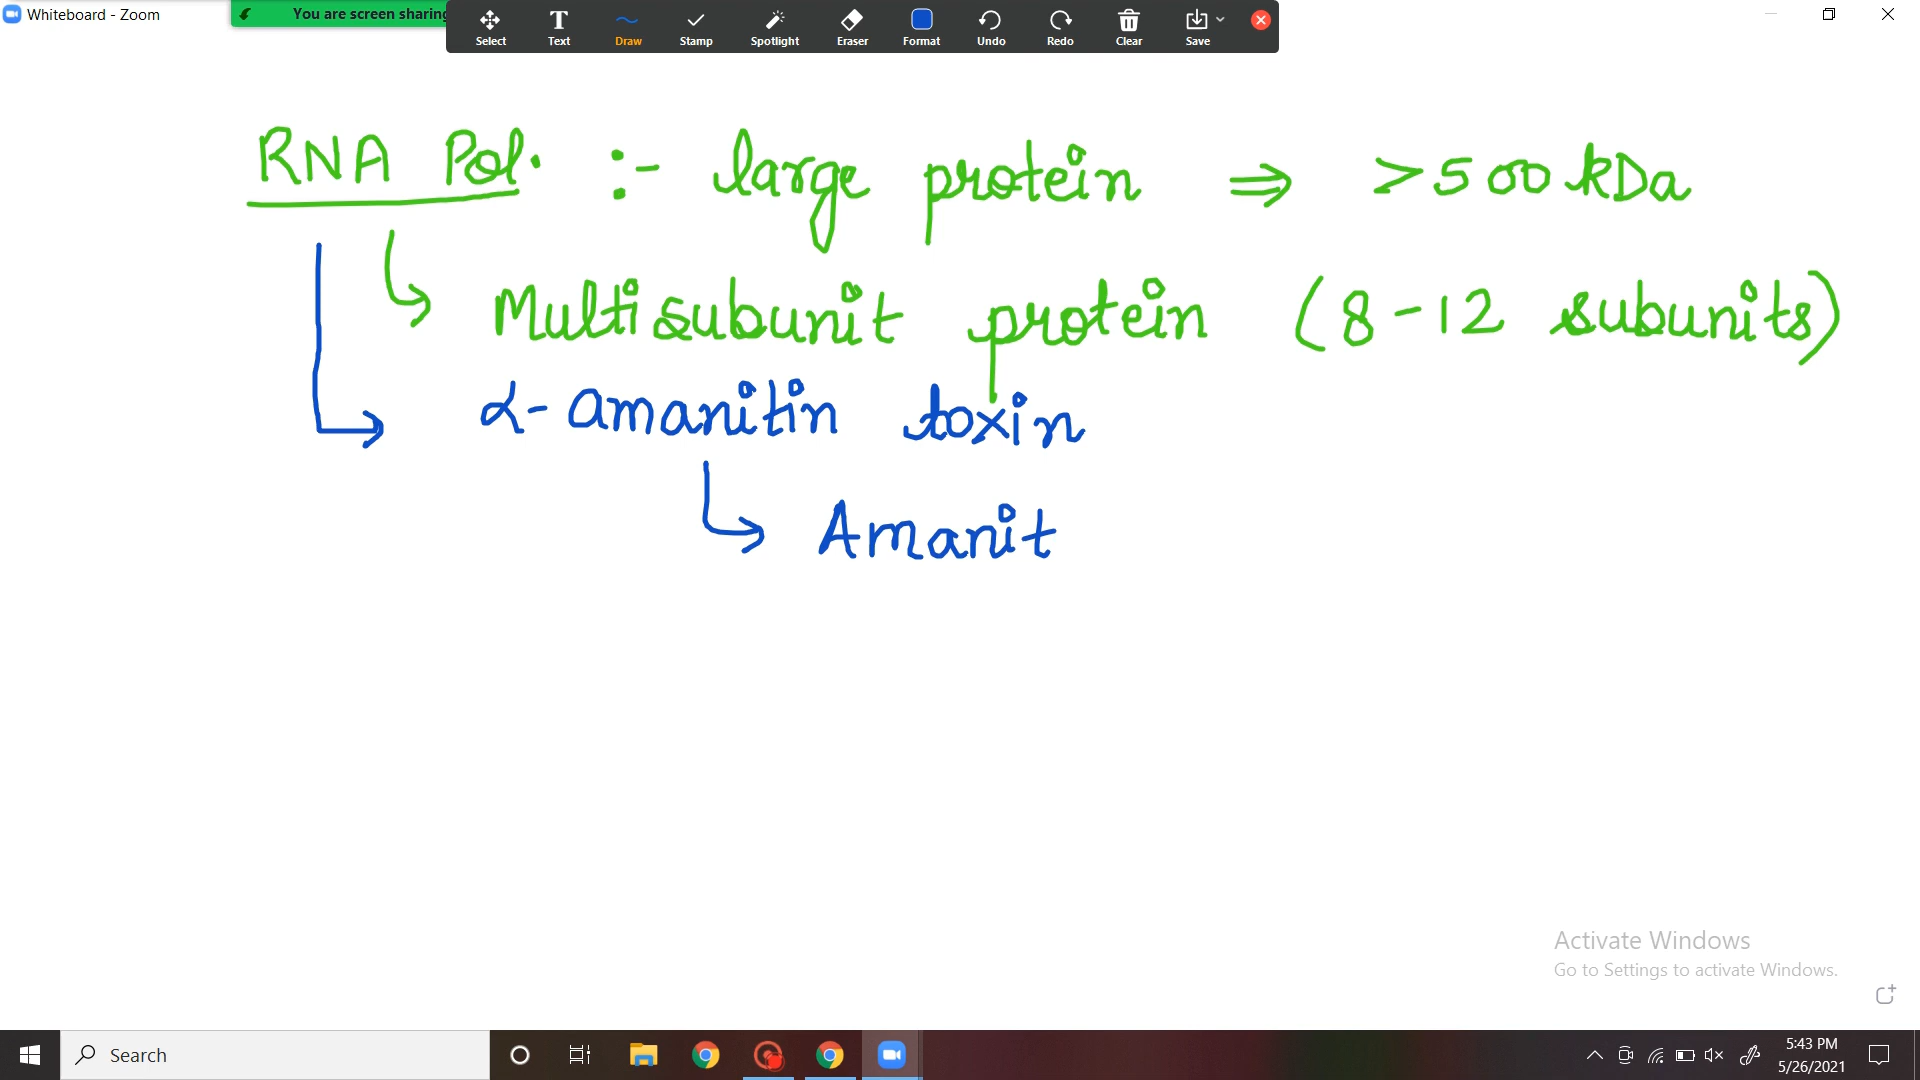 Whiteboard - Zoom
You are screen sharing
Select Text Draw Stamp Spotlight Eraser Format Undo Redo Clear Save
RNA Pol. :- large protein ⇒ >500 kDa
↳ Multisubunit protein (8-12 subunits)
↳ α-amanitin toxin
↳ Amanit
Activate Windows
Go to Settings to activate Windows.
Search
5:43 PM
5/26/2021